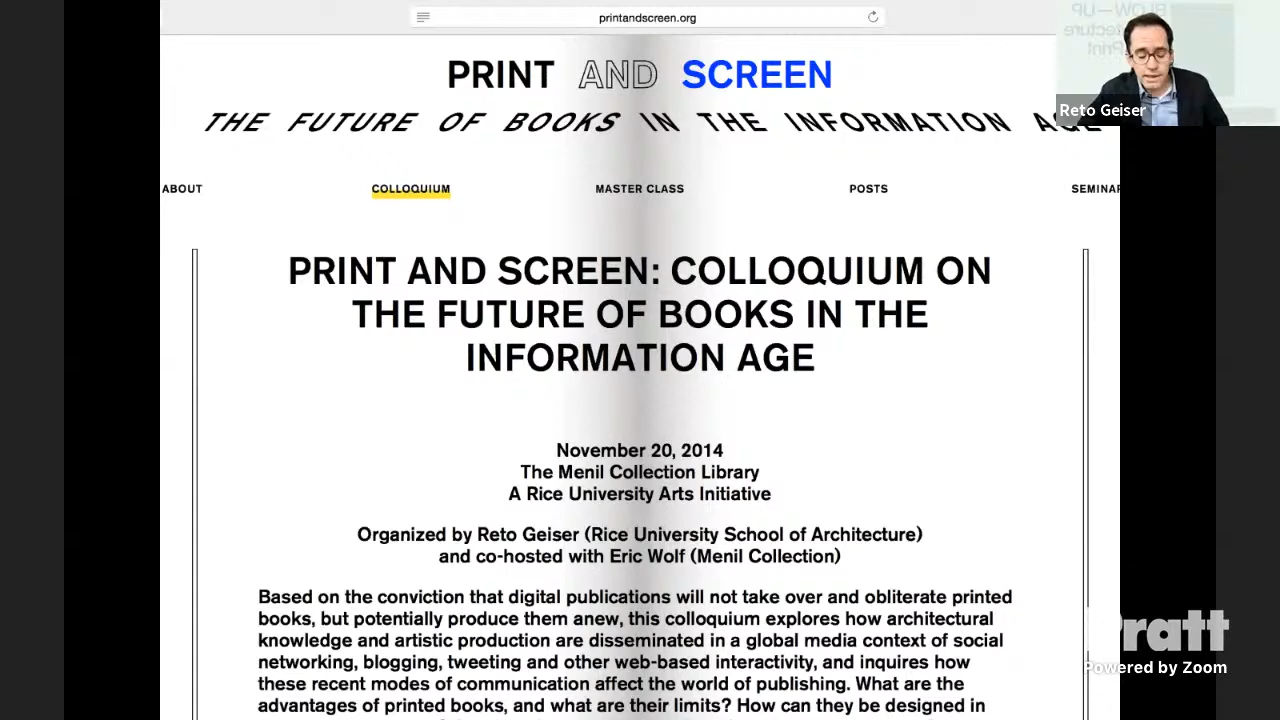 printandscreen.org
PRINT AND SCREEN
THE FUTURE OF BOOKS IN THE INFORMATION AGE
ABOUT COLLOQUIUM MASTER CLASS POSTS SEMINAR
PRINT AND SCREEN: COLLOQUIUM ON
THE FUTURE OF BOOKS IN THE
INFORMATION AGE
November 20, 2014
The Menil Collection Library
A Rice University Arts Initiative
Organized by Reto Geiser (Rice University School of Architecture)
and co-hosted with Eric Wolf (Menil Collection)
Based on the conviction that digital publications will not take over and obliterate printed
books, but potentially produce them anew, this colloquium explores how architectural
knowledge and artistic production are disseminated in a global media context of social
networking, blogging, tweeting and other web-based interactivity, and inquires how
these recent modes of communication affect the world of publishing. What are the
advantages of printed books, and what are their limits? How can they be designed in
Reto Geiser
Pratt
Powered by Zoom